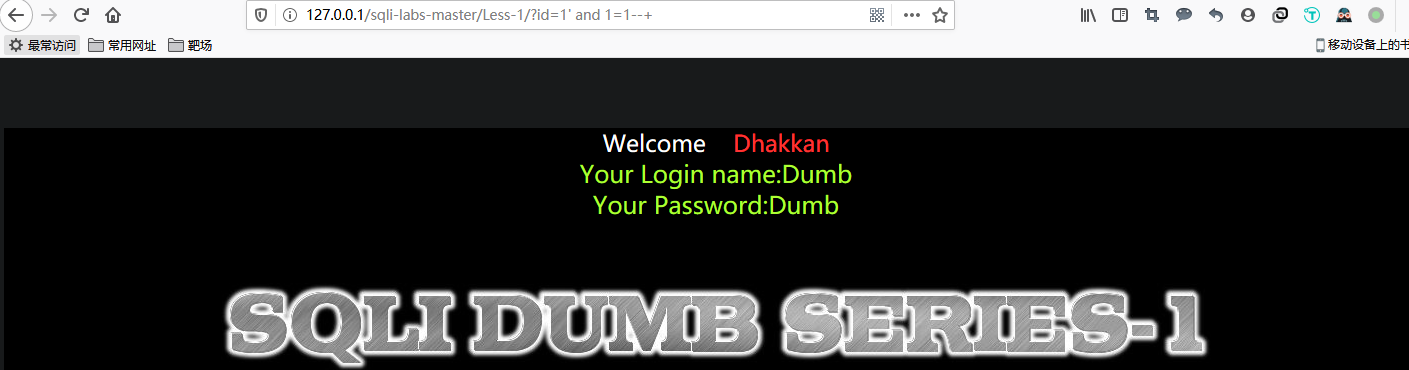 127.0.0.1/sqli-labs-master/Less-1/?id=1' and 1=1--+
最常访问 常用网址 靶场 移动设备上的书
Welcome Dhakkan
Your Login name:Dumb
Your Password:Dumb
SQLI DUMB SERIES-1